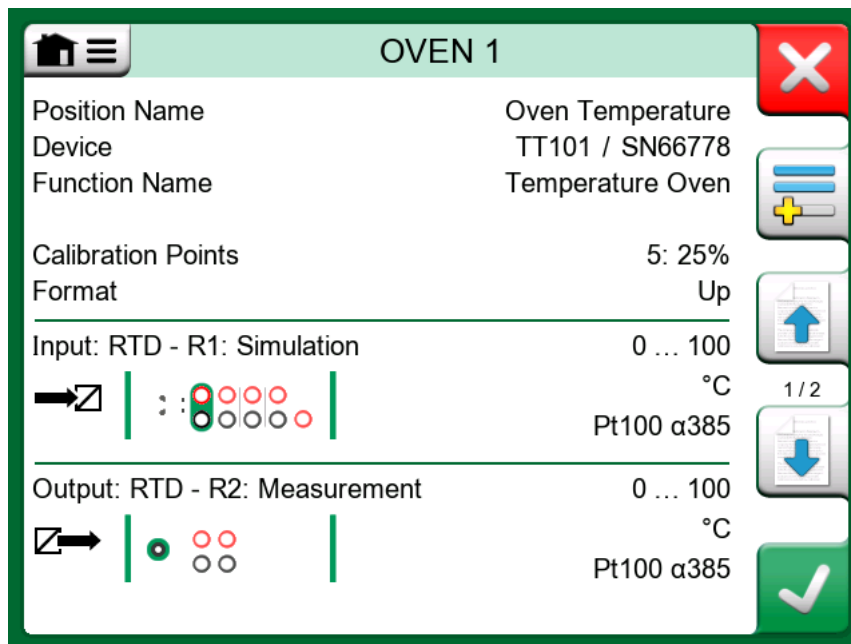 OVEN 1
Position Name Oven Temperature
Device TT101 / SN66778
Function Name Temperature Oven
Calibration Points 5: 25%
Format Up
Input: RTD - R1: Simulation 0 ... 100
°C
1 / 2
Pt100 α385
Output: RTD - R2: Measurement 0 ... 100
°C
Pt100 α385